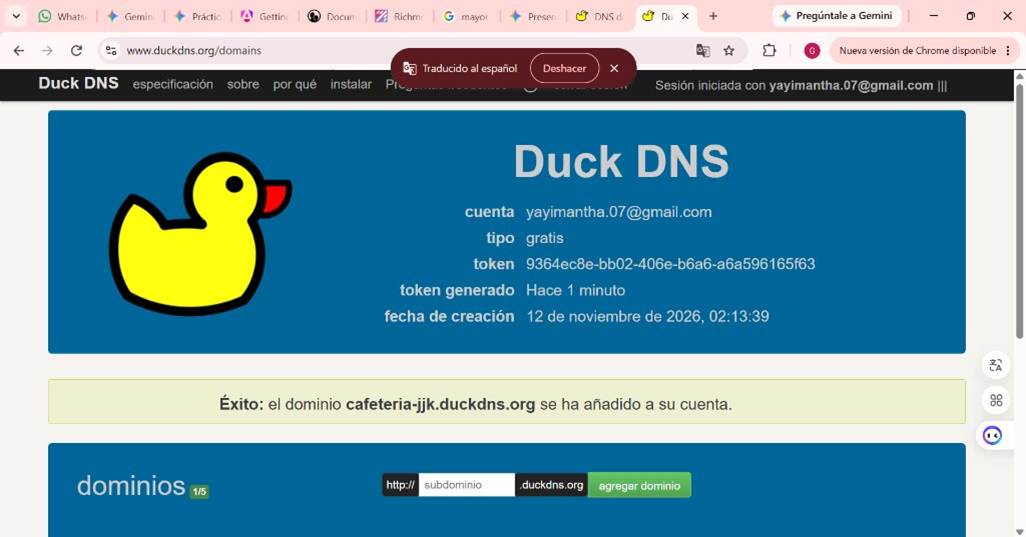 Whats
Gemin
Práctic
Gettin
Docum
Richm
mayor
Presen
DNS d
Du
Pregúntale a Gemini
www.duckdns.org/domains
G
Nueva versión de Chrome disponible
Traducido al español
Deshacer
Duck DNS especificación sobre por qué instalar
Sesión iniciada con yayimantha.07@gmail.com |||
Duck DNS
cuenta yayimantha.07@gmail.com
tipo gratis
token 9364ec8e-bb02-406e-b6a6-a6a596165f63
token generado Hace 1 minuto
fecha de creación 12 de noviembre de 2026, 02:13:39
Éxito: el dominio cafeteria-jjk.duckdns.org se ha añadido a su cuenta.
dominios 1/5
http:// subdominio .duckdns.org agregar dominio